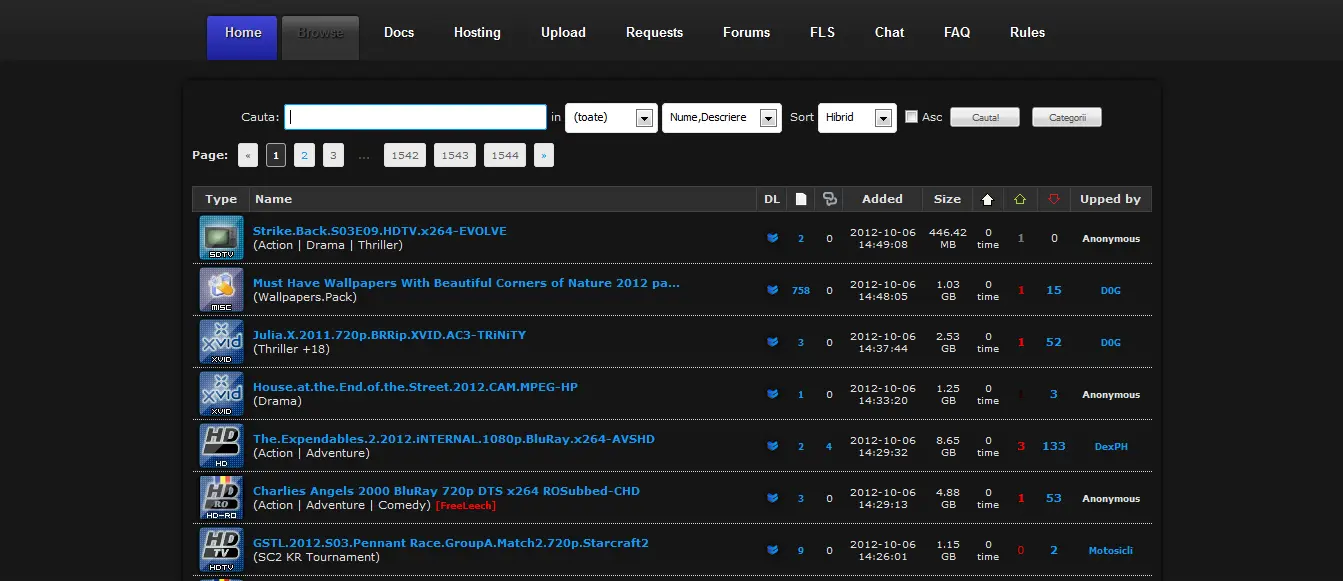 Home Browse Docs Hosting Upload Requests Forums FLS Chat FAQ Rules
Cauta: in (toate) Nume,Descriere Sort Hibrid Asc Cauta! Categorii
Page: « 1 2 3 ... 1542 1543 1544 »
Type Name DL Added Size Upped by
Strike.Back.S03E09.HDTV.x264-EVOLVE
(Action | Drama | Thriller)
SDTV
2 0 2012-10-06 14:49:08 446.42 MB 0 time 1 0 Anonymous
Must Have Wallpapers With Beautiful Corners of Nature 2012 pa...
(Wallpapers.Pack)
MISC
758 0 2012-10-06 14:48:05 1.03 GB 0 time 1 15 D0G
Julia.X.2011.720p.BRRip.XVID.AC3-TRiNiTY
(Thriller +18)
xvid
XVID
3 0 2012-10-06 14:37:44 2.53 GB 0 time 1 52 D0G
House.at.the.End.of.the.Street.2012.CAM.MPEG-HP
(Drama)
xvid
XVID
1 0 2012-10-06 14:33:20 1.25 GB 0 time 1 3 Anonymous
The.Expendables.2.2012.iNTERNAL.1080p.BluRay.x264-AVSHD
(Action | Adventure)
HD
HD
2 4 2012-10-06 14:29:32 8.65 GB 0 time 3 133 DexPH
Charlies Angels 2000 BluRay 720p DTS x264 ROSubbed-CHD
(Action | Adventure | Comedy) [FreeLeech]
HD RO
HD-RO
3 0 2012-10-06 14:29:13 4.88 GB 0 time 1 53 Anonymous
GSTL.2012.S03.Pennant Race.GroupA.Match2.720p.Starcraft2
(SC2 KR Tournament)
HD TV
HDTV
9 0 2012-10-06 14:26:01 1.15 GB 0 time 0 2 Motosicli